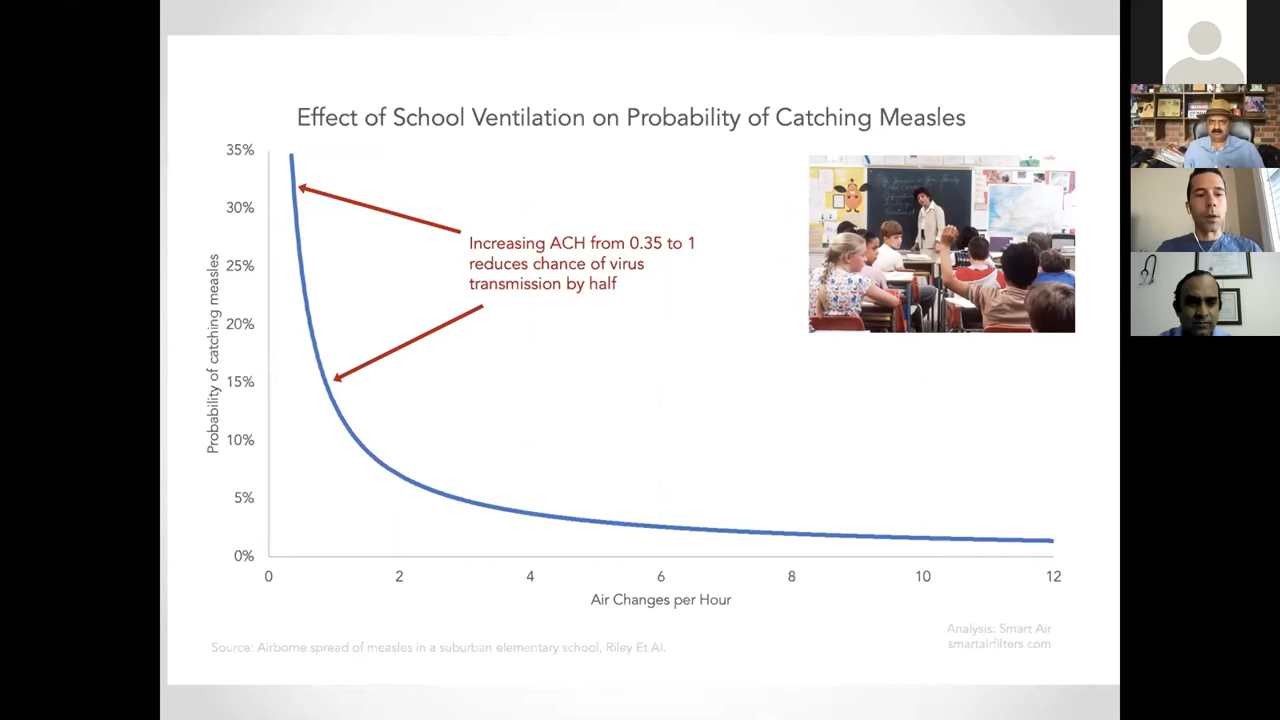 Effect of School Ventilation on Probability of Catching Measles
Probability of catching measles
35%
30%
25%
20%
15%
10%
5%
0%
Increasing ACH from 0.35 to 1
reduces chance of virus
transmission by half
0 2 4 6 8 10 12
Air Changes per Hour
Source: Airborne spread of measles in a suburban elementary school, Riley Et Al.
Analysis: Smart Air
smartairfilters.com